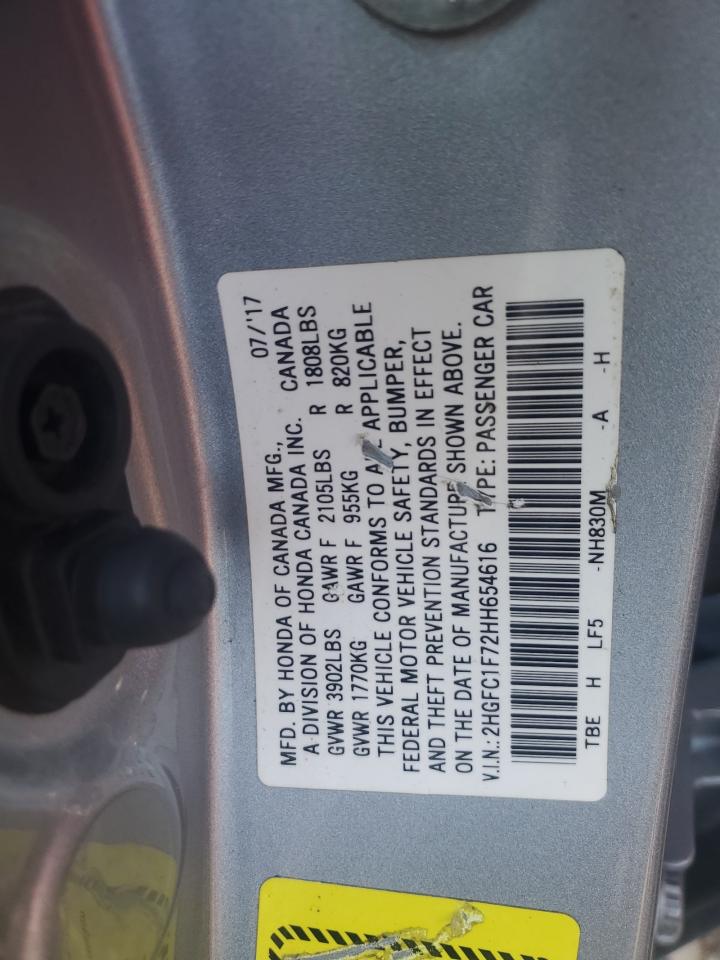 MFD. BY HONDA OF CANADA MFG., 07/'17
A DIVISION OF HONDA CANADA INC. CANADA
GVWR 3902LBS GAWR F 2105LBS R 1808LBS
GVWR 1770KG GAWR F 955KG R 820KG
THIS VEHICLE CONFORMS TO APPLICABLE
FEDERAL MOTOR VEHICLE SAFETY, BUMPER,
AND THEFT PREVENTION STANDARDS IN EFFECT
ON THE DATE OF MANUFACTURE SHOWN ABOVE.
V.I.N.: 2HGFC1F72HH654616 TYPE: PASSENGER CAR
TBE H LF5 -NH830M -A -H